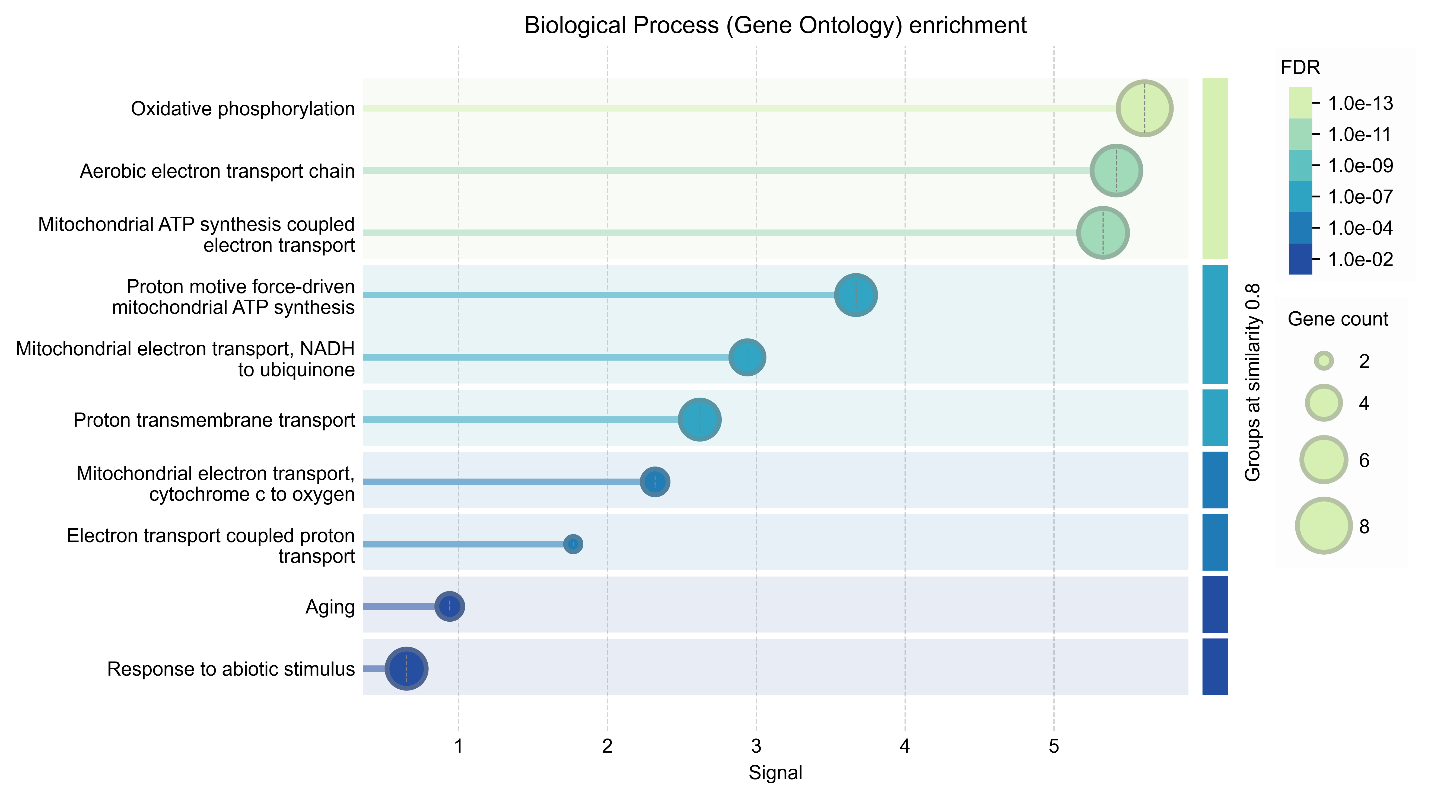 Biological Process (Gene Ontology) enrichment
Oxidative phosphorylation
Aerobic electron transport chain
Mitochondrial ATP synthesis coupled
electron transport
Proton motive force-driven
mitochondrial ATP synthesis
Mitochondrial electron transport, NADH
to ubiquinone
Proton transmembrane transport
Mitochondrial electron transport,
cytochrome c to oxygen
Electron transport coupled proton
transport
Aging
Response to abiotic stimulus
1 2 3 4 5
Signal
Groups at similarity 0.8
FDR
1.0e-13
1.0e-11
1.0e-09
1.0e-07
1.0e-04
1.0e-02
Gene count
2
4
6
8